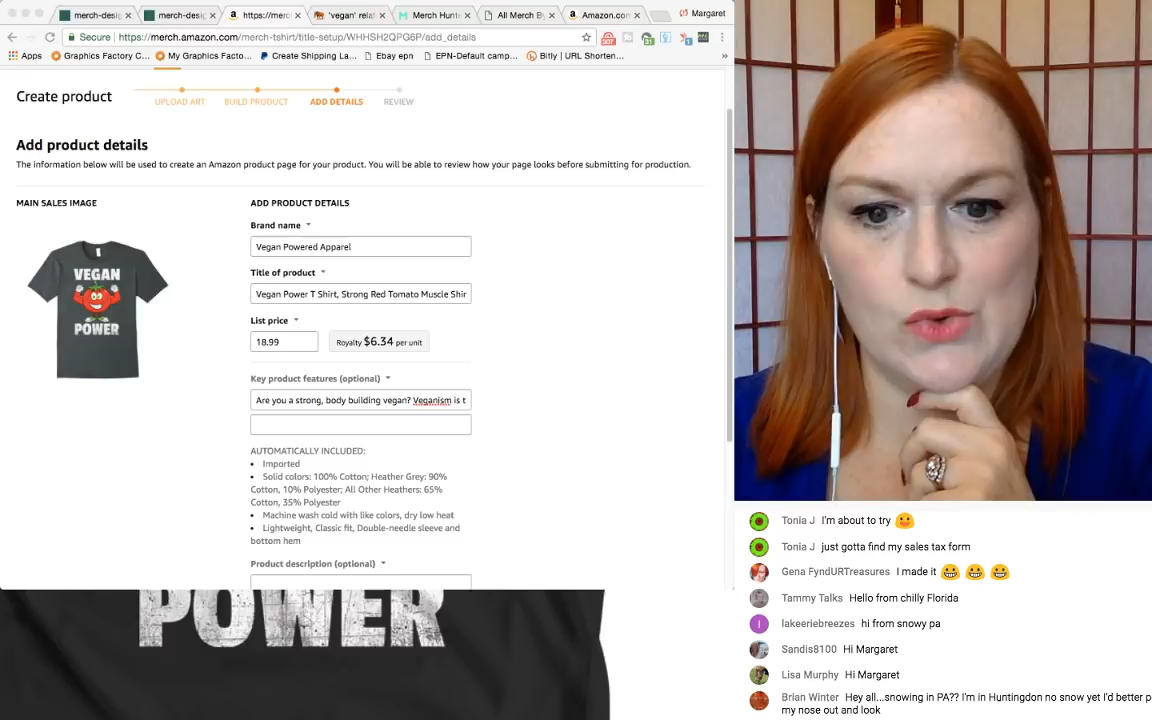 merch-desig
merch-desig
https://merc
'vegan' rela
Merch Hunte
All Merch By
Amazon.com
Margaret
Secure
https://merch.amazon.com/merch-tshirt/title-setup/WHHSH2QPG6P/add_details
307
31
1
Apps
Graphics Factory C...
My Graphics Factor...
Create Shipping La...
Ebay epn
EPN-Default camp...
Bitly | URL Shorten...
»
Create product
UPLOAD ART
BUILD PRODUCT
ADD DETAILS
REVIEW
Add product details
The information below will be used to create an Amazon product page for your product. You will be able to review how your page looks before submitting for production.
MAIN SALES IMAGE
VEGAN
POWER
ADD PRODUCT DETAILS
Brand name
Vegan Powered Apparel
Title of product
Vegan Power T Shirt, Strong Red Tomato Muscle Shir
List price
18.99
Royalty $6.34 per unit
Key product features (optional)
Are you a strong, body building vegan? Veganism is t
AUTOMATICALLY INCLUDED:
• Imported
• Solid colors: 100% Cotton; Heather Grey: 90%
Cotton, 10% Polyester; All Other Heathers: 65%
Cotton, 35% Polyester
• Machine wash cold with like colors, dry low heat
• Lightweight, Classic fit, Double-needle sleeve and
bottom hem
Product description (optional)
POWER
Tonia J I'm about to try
Tonia J just gotta find my sales tax form
Gena FyndURTreasures I made it
Tammy Talks Hello from chilly Florida
lakeeriebreezes hi from snowy pa
Sandis8100 Hi Margaret
Lisa Murphy Hi Margaret
Brian Winter Hey all...snowing in PA?? I'm in Huntingdon no snow yet I'd better p
my nose out and look